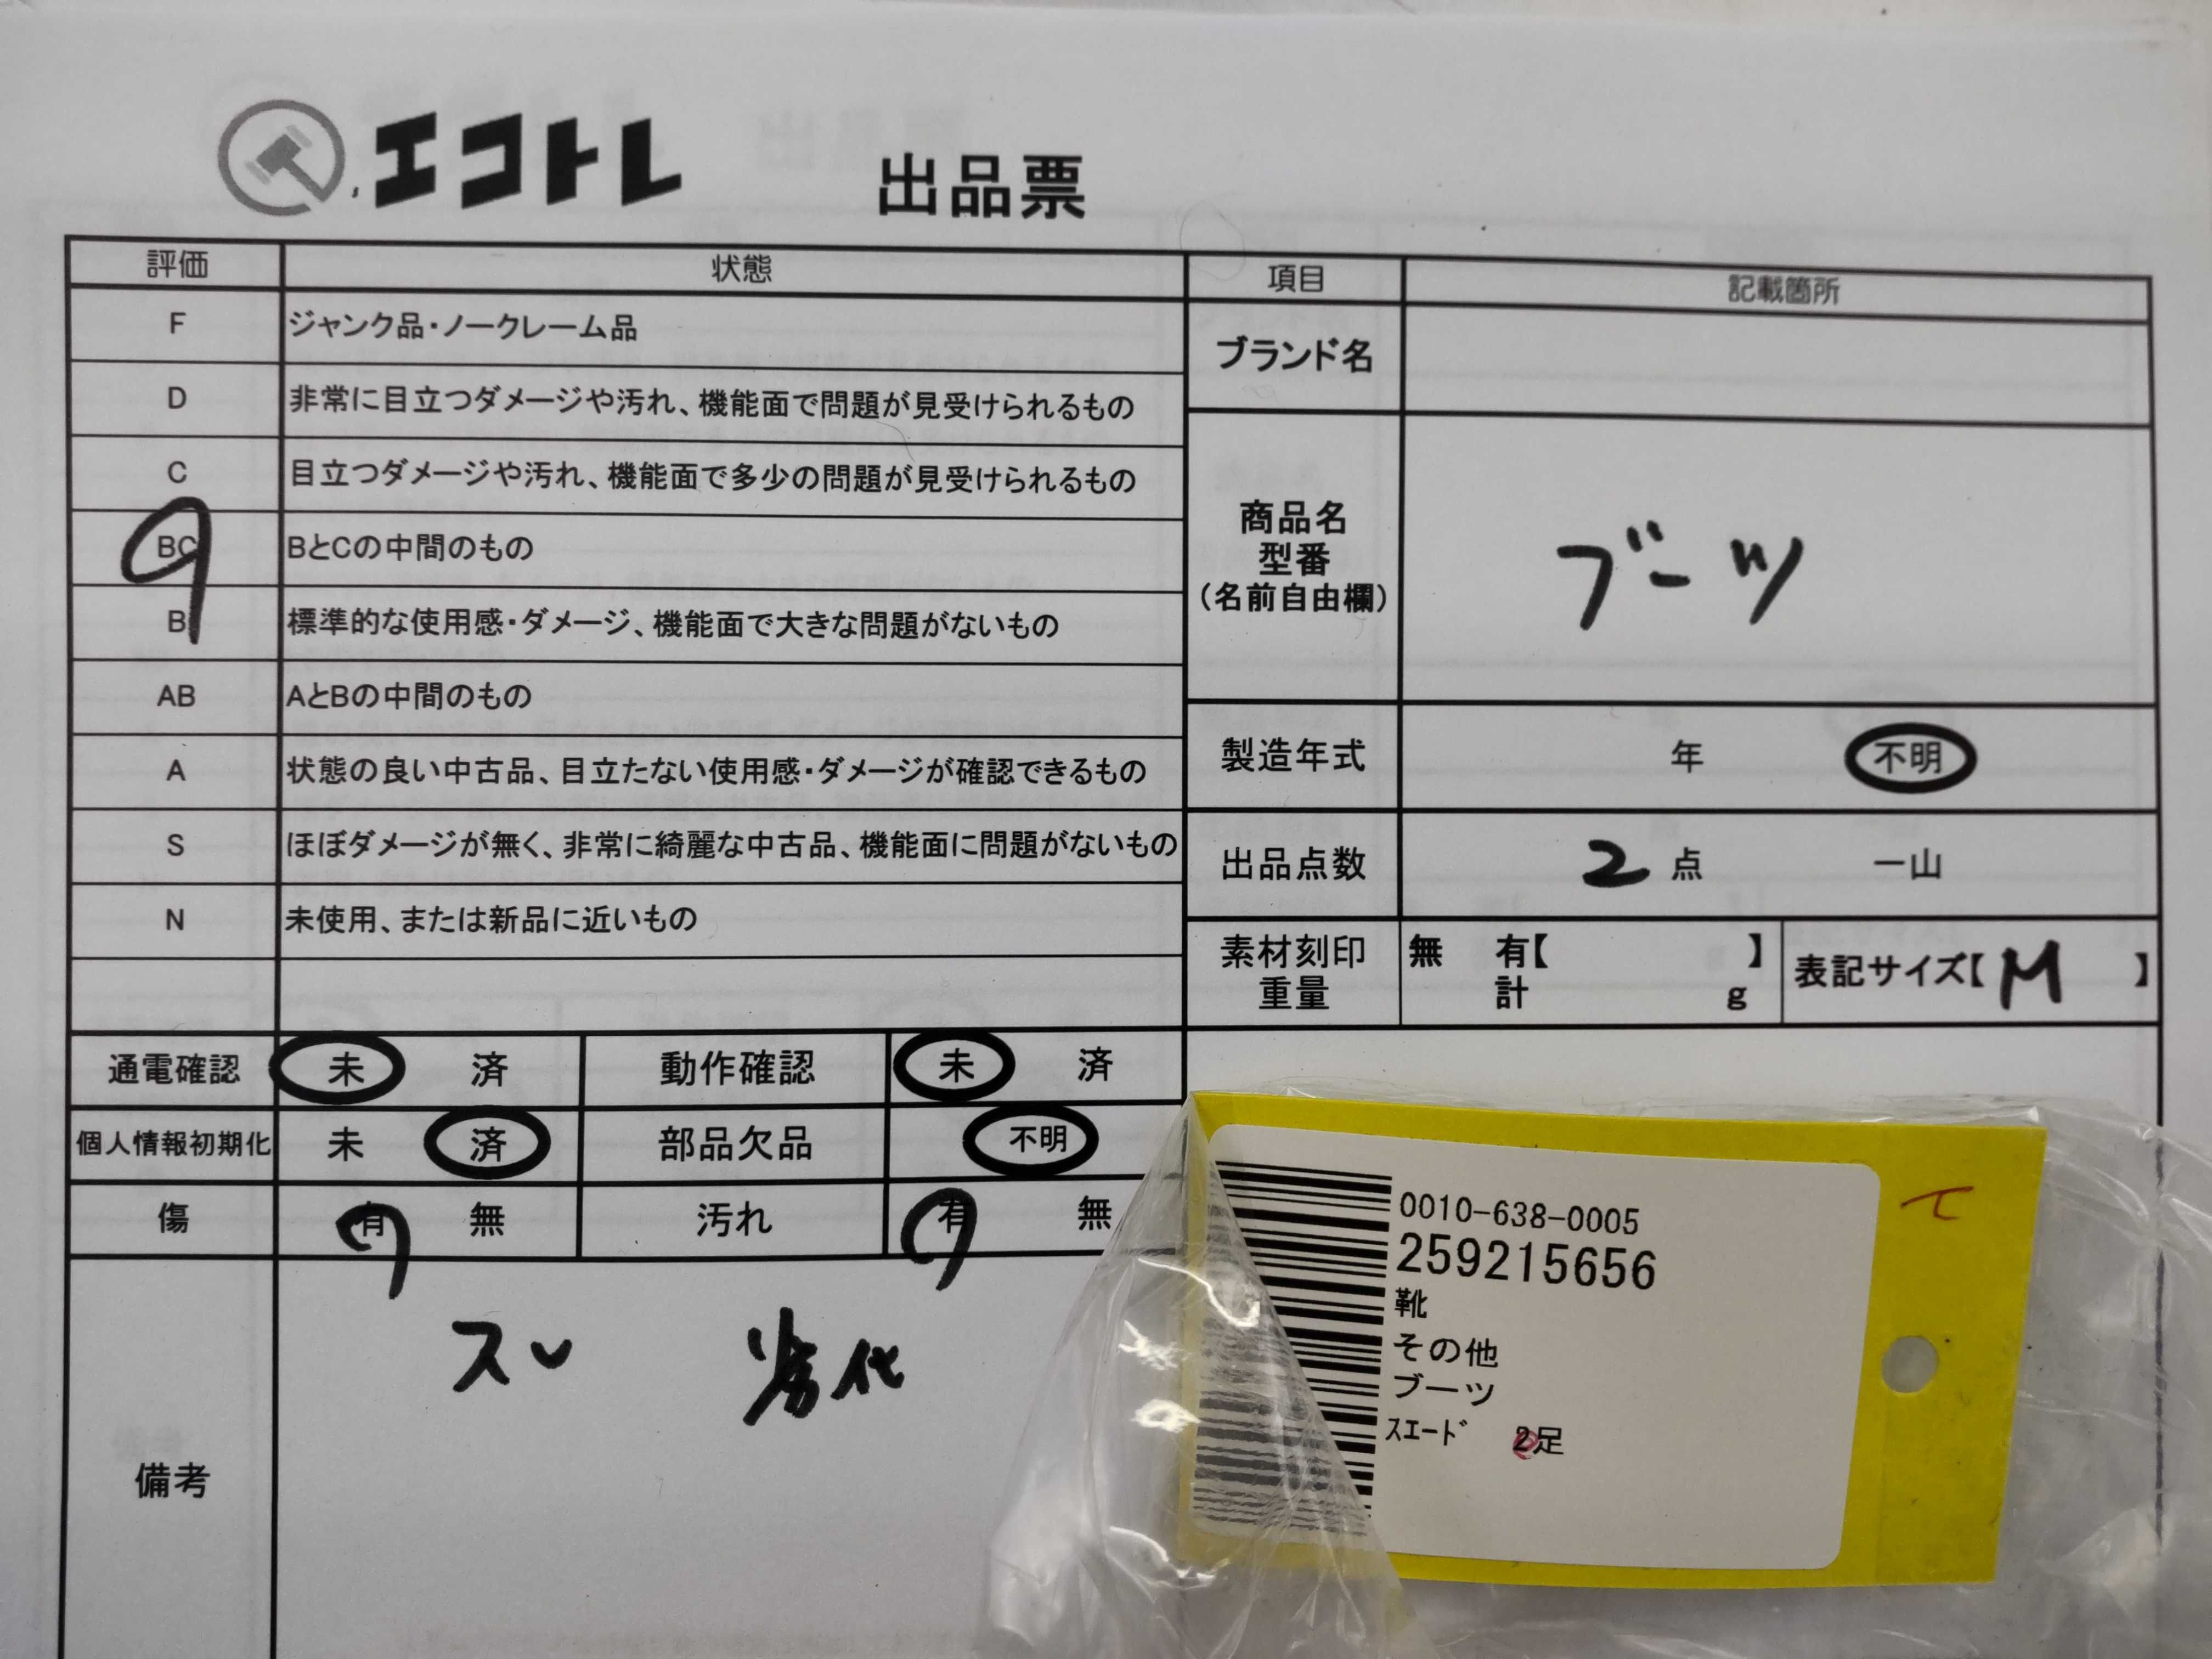 エコトレ 出品票
評価 状態
F ジャンク品・ノークレーム品
D 非常に目立つダメージや汚れ、機能面で問題が見受けられるもの
C 目立つダメージや汚れ、機能面で多少の問題が見受けられるもの
BC BとCの中間のもの
B 標準的な使用感・ダメージ、機能面で大きな問題がないもの
AB AとBの中間のもの
A 状態の良い中古品、目立たない使用感・ダメージが確認できるもの
S ほぼダメージが無く、非常に綺麗な中古品、機能面に問題がないもの
N 未使用、または新品に近いもの
項目 記載箇所
ブランド名
商品名
型番
(名前自由欄)
ブーツ
製造年式 年 不明
出品点数 2 点 一山
素材刻印 無 有【 】
重量 計 g
表記サイズ【 M 】
通電確認 未 済 動作確認 未 済
個人情報初期化 未 済 部品欠品 不明
傷 有 無 汚れ 有 無
備考
スレ 劣化
0010-638-0005
259215656
靴
その他
ブーツ
スエード 2足
て